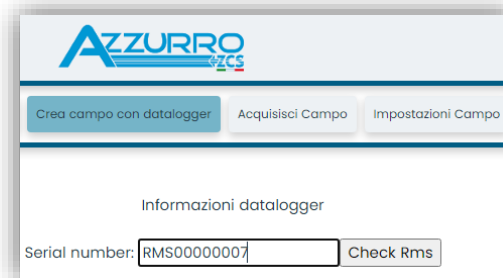 AZZURRO
ZCS
Crea campo con datalogger Acquisisci Campo Impostazioni Campo
Informazioni datalogger
Serial number: RMS00000007 Check Rms